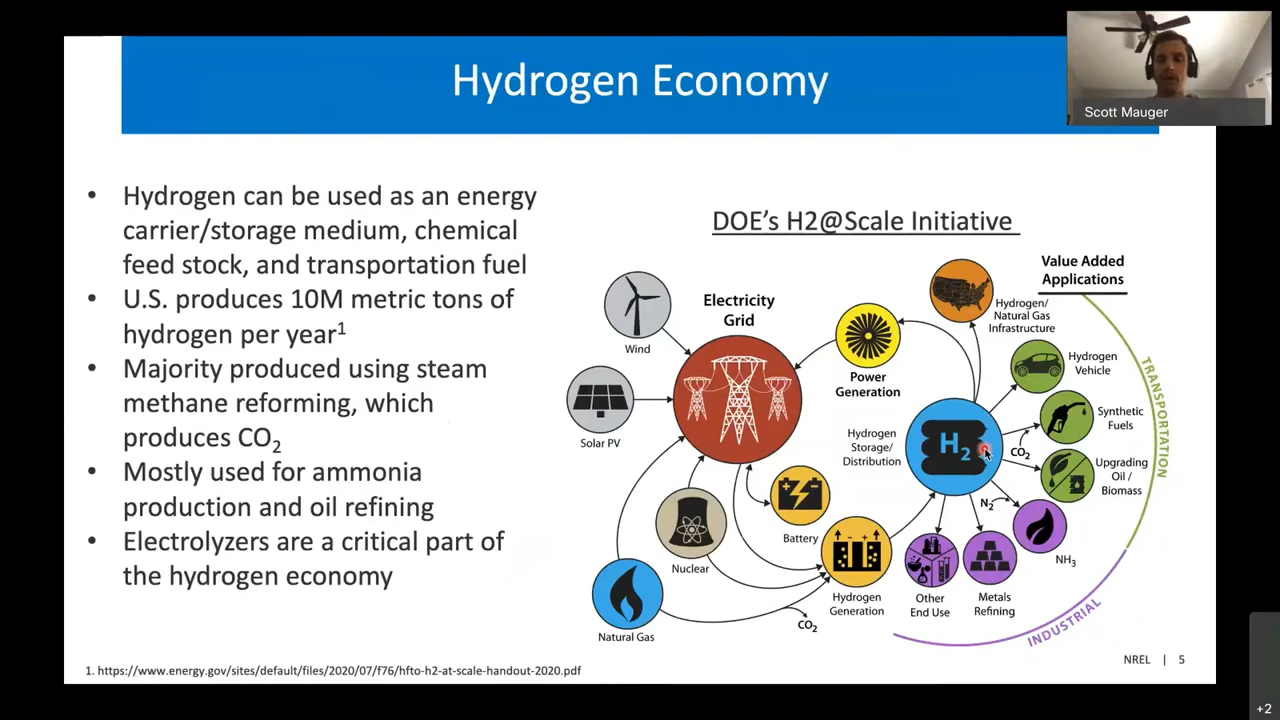 Hydrogen Economy
Scott Mauger
• Hydrogen can be used as an energy
carrier/storage medium, chemical
feed stock, and transportation fuel
• U.S. produces 10M metric tons of
hydrogen per year¹
• Majority produced using steam
methane reforming, which
produces CO₂
• Mostly used for ammonia
production and oil refining
• Electrolyzers are a critical part of
the hydrogen economy
DOE’s H2@Scale Initiative
Value Added
Applications
Electricity
Grid
Wind
Solar PV
Nuclear
Natural Gas
Battery
Power
Generation
Hydrogen
Storage/
Distribution
H₂
Hydrogen
Generation
CO₂
Hydrogen/
Natural Gas
Infrastructure
Hydrogen
Vehicle
Synthetic
Fuels
CO₂
Upgrading
Oil /
Biomass
N₂
NH₃
Metals
Refining
Other
End Use
TRANSPORTATION
INDUSTRIAL
1. https://www.energy.gov/sites/default/files/2020/07/f76/hfto-h2-at-scale-handout-2020.pdf
NREL | 5
+2